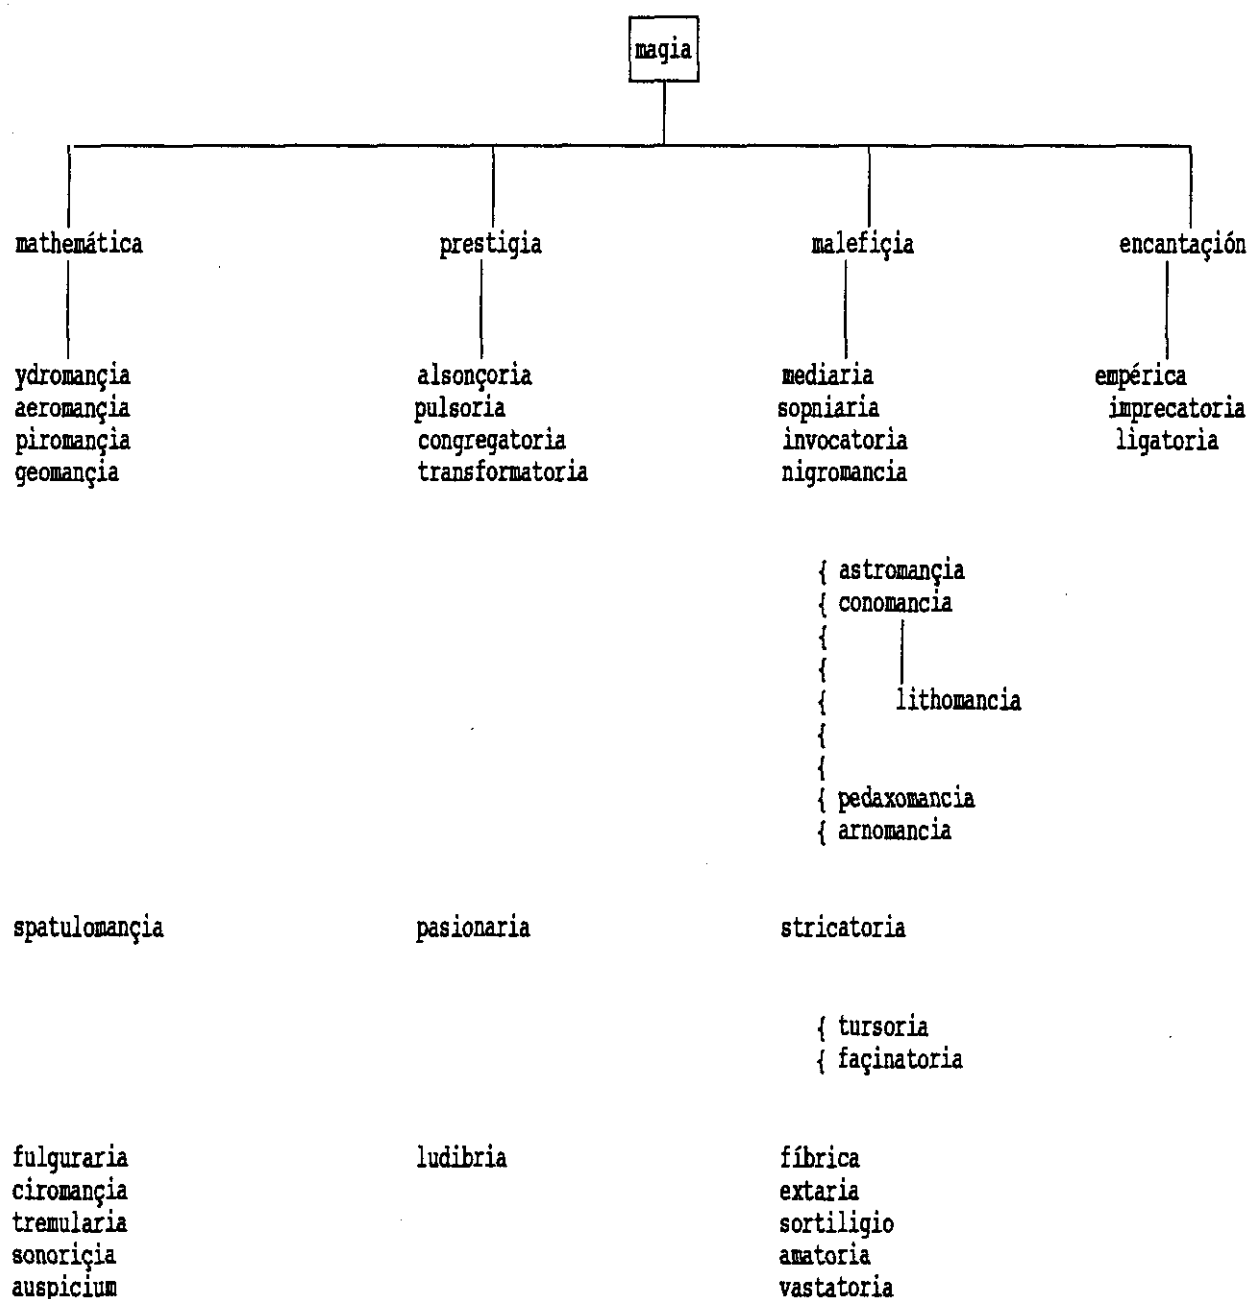 magia
mathemática prestigia malefiçia encantaçión
ydromançia alsonçoria mediaria empérica
aeromançia pulsoria sopniaria imprecatoria
piromançia congregatoria invocatoria ligatoria
geomançia transformatoria nigromancia
{ astromançia
{ conomancia
{
{
{ lithomancia
{
{
{ pedaxomancia
{ arnomancia
spatulomançia pasionaria stricatoria
{ tursoria
{ façinatoria
fulguraria ludibria fíbrica
ciromançia extaria
tremularia sortiligio
sonoriçia amatoria
auspicium vastatoria